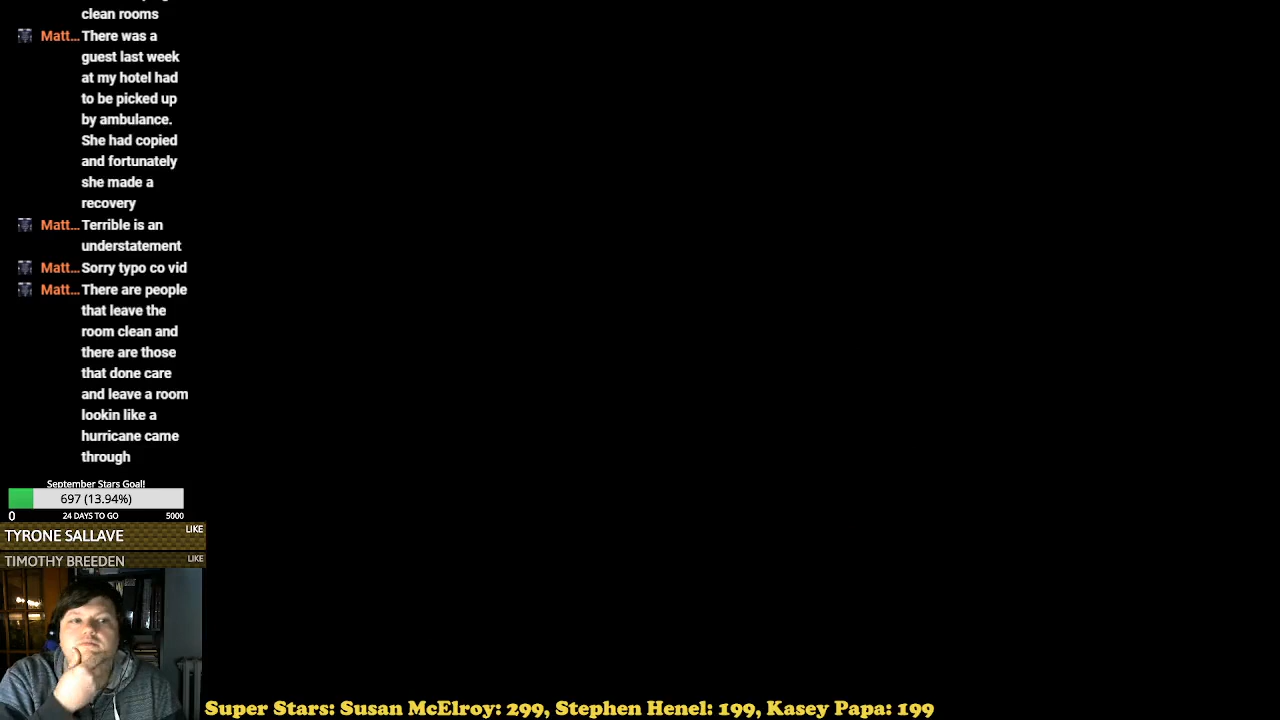 clean rooms
Matt... There was a
guest last week
at my hotel had
to be picked up
by ambulance.
She had copied
and fortunately
she made a
recovery
Matt... Terrible is an
understatement
Matt... Sorry typo co vid
Matt... There are people
that leave the
room clean and
there are those
that done care
and leave a room
lookin like a
hurricane came
through
September Stars Goal!
697 (13.94%)
0 24 DAYS TO GO 5000
TYRONE SALLAVE LIKE
TIMOTHY BREEDEN LIKE
Super Stars: Susan McElroy: 299, Stephen Henel: 199, Kasey Papa: 199